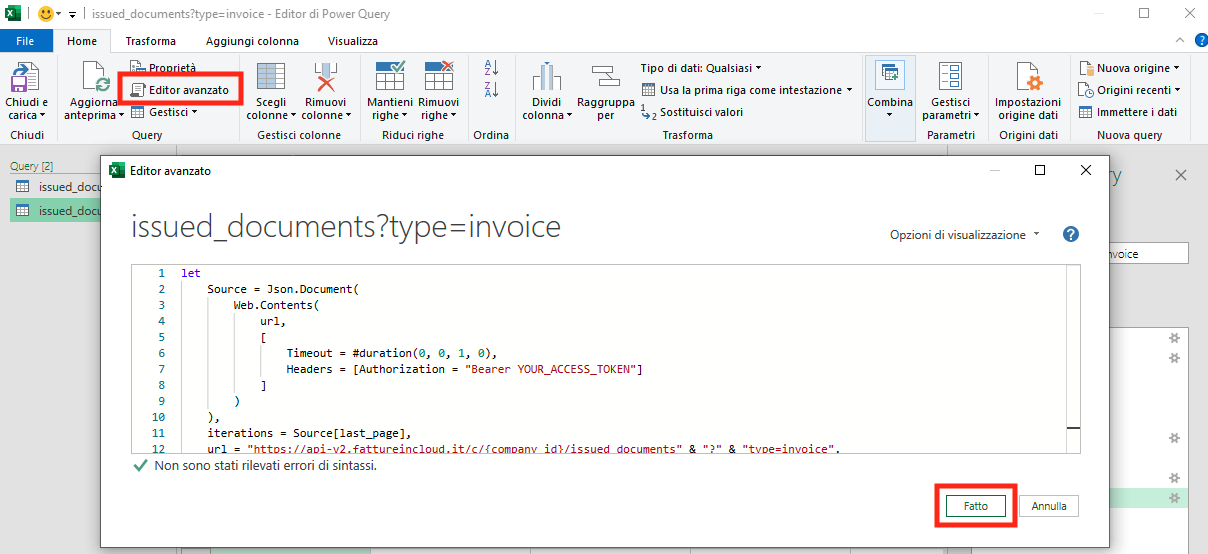 issued_documents?type=invoice - Editor di Power Query
File Home Trasforma Aggiungi colonna Visualizza
Chiudi e carica
Aggiorna anteprima
Proprietà
Editor avanzato
Gestisci
Scegli colonne
Rimuovi colonne
Mantieni righe
Rimuovi righe
A Z
Z A
Dividi colonna
Raggruppa per
Tipo di dati: Qualsiasi
Usa la prima riga come intestazione
1 2 Sostituisci valori
Combina
Gestisci parametri
Impostazioni origine dati
Nuova origine
Origini recenti
Immettere i dati
Chiudi Query Gestisci colonne Riduci righe Ordina Trasforma Parametri Origini dati Nuova query
Query [2]
issued_docu
issued_docu
ry
nvoice
Editor avanzato
issued_documents?type=invoice
Opzioni di visualizzazione
?
1 let
2 Source = Json.Document(
3 Web.Contents(
4 url,
5 [
6 Timeout = #duration(0, 0, 1, 0),
7 Headers = [Authorization = "Bearer YOUR_ACCESS_TOKEN"]
8 ]
9 )
10 ),
11 iterations = Source[last_page],
12 url = "https://api-v2.fattureincloud.it/c/{company_id}/issued_documents" & "?" & "type=invoice",
Non sono stati rilevati errori di sintassi.
Fatto Annulla